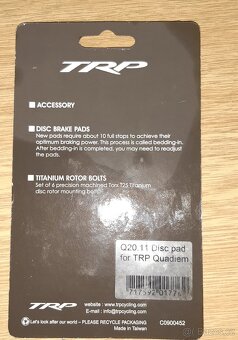 TRP
ACCESSORY
DISC BRAKE PADS
New pads require about 10 full stops to achieve their
optimum braking power. This process is called bedding-in.
After bedding-in is completed, you may need to readjust
the pads.
TITANIUM ROTOR BOLTS
Set of 6 precision machined Torx T25 Titanium
disc rotor mounting bolts
Q20.11 Disc pad
for TRP Quadiem
TRP
website : www.trpcycling.com
E-mail : info@trpcycling.com
Let's look after our world – PLEASE RECYCLE PACKAGING
Made in Taiwan
C0900452